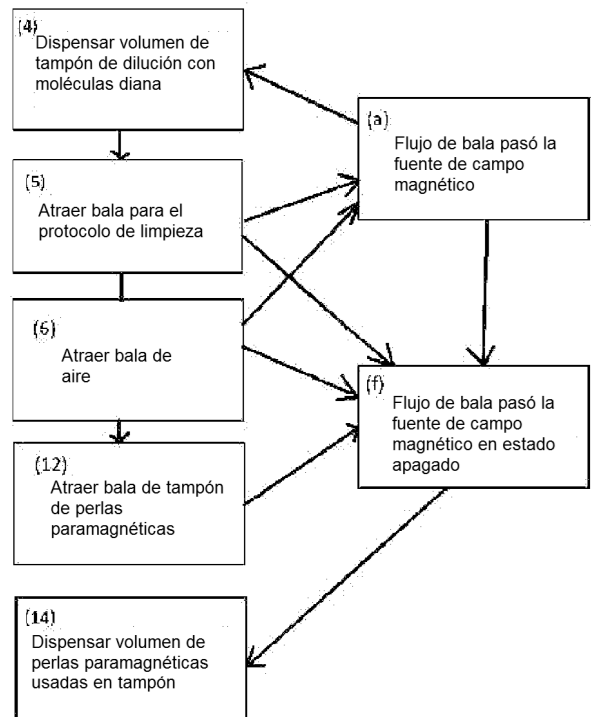 (4)
Dispensar volumen de
tampón de dilución con
moléculas diana
(a)
Flujo de bala pasó la
fuente de campo
magnético
(5)
Atraer bala para el
protocolo de limpieza
(6)
Atraer bala de
aire
(f)
Flujo de bala pasó la
fuente de campo
magnético en estado
apagado
(12)
Atraer bala de tampón
de perlas
paramagnéticas
(14)
Dispensar volumen de
perlas paramagnéticas
usadas en tampón